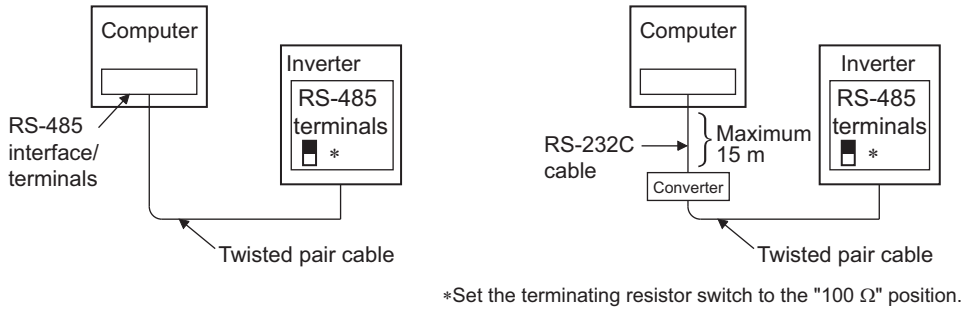 Computer
Inverter
RS-485
terminals
*
RS-485
interface/
terminals
Twisted pair cable
Computer
Inverter
RS-485
terminals
*
RS-232C
cable
Maximum
15 m
Converter
Twisted pair cable
*Set the terminating resistor switch to the "100 Ω" position.